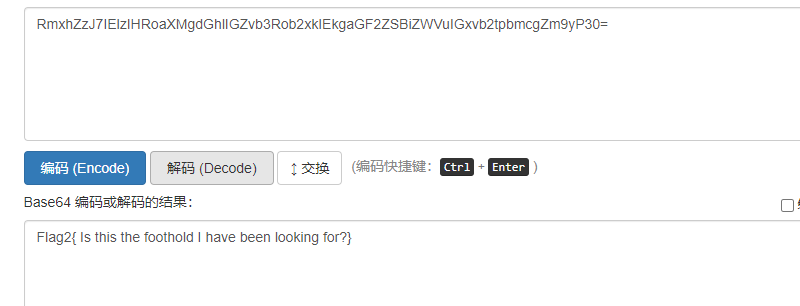 RmxhZzJ7IElzIHRoaXMgdGhlIGZvb3Rob2xkIEkgaGF2ZSBiZWVuIGxvb2tpbmcgZm9yP30=
编码 (Encode) 解码 (Decode) ↕ 交换 (编码快捷键： Ctrl + Enter )
Base64 编码或解码的结果：
Flag2{ Is this the foothold I have been looking for?}